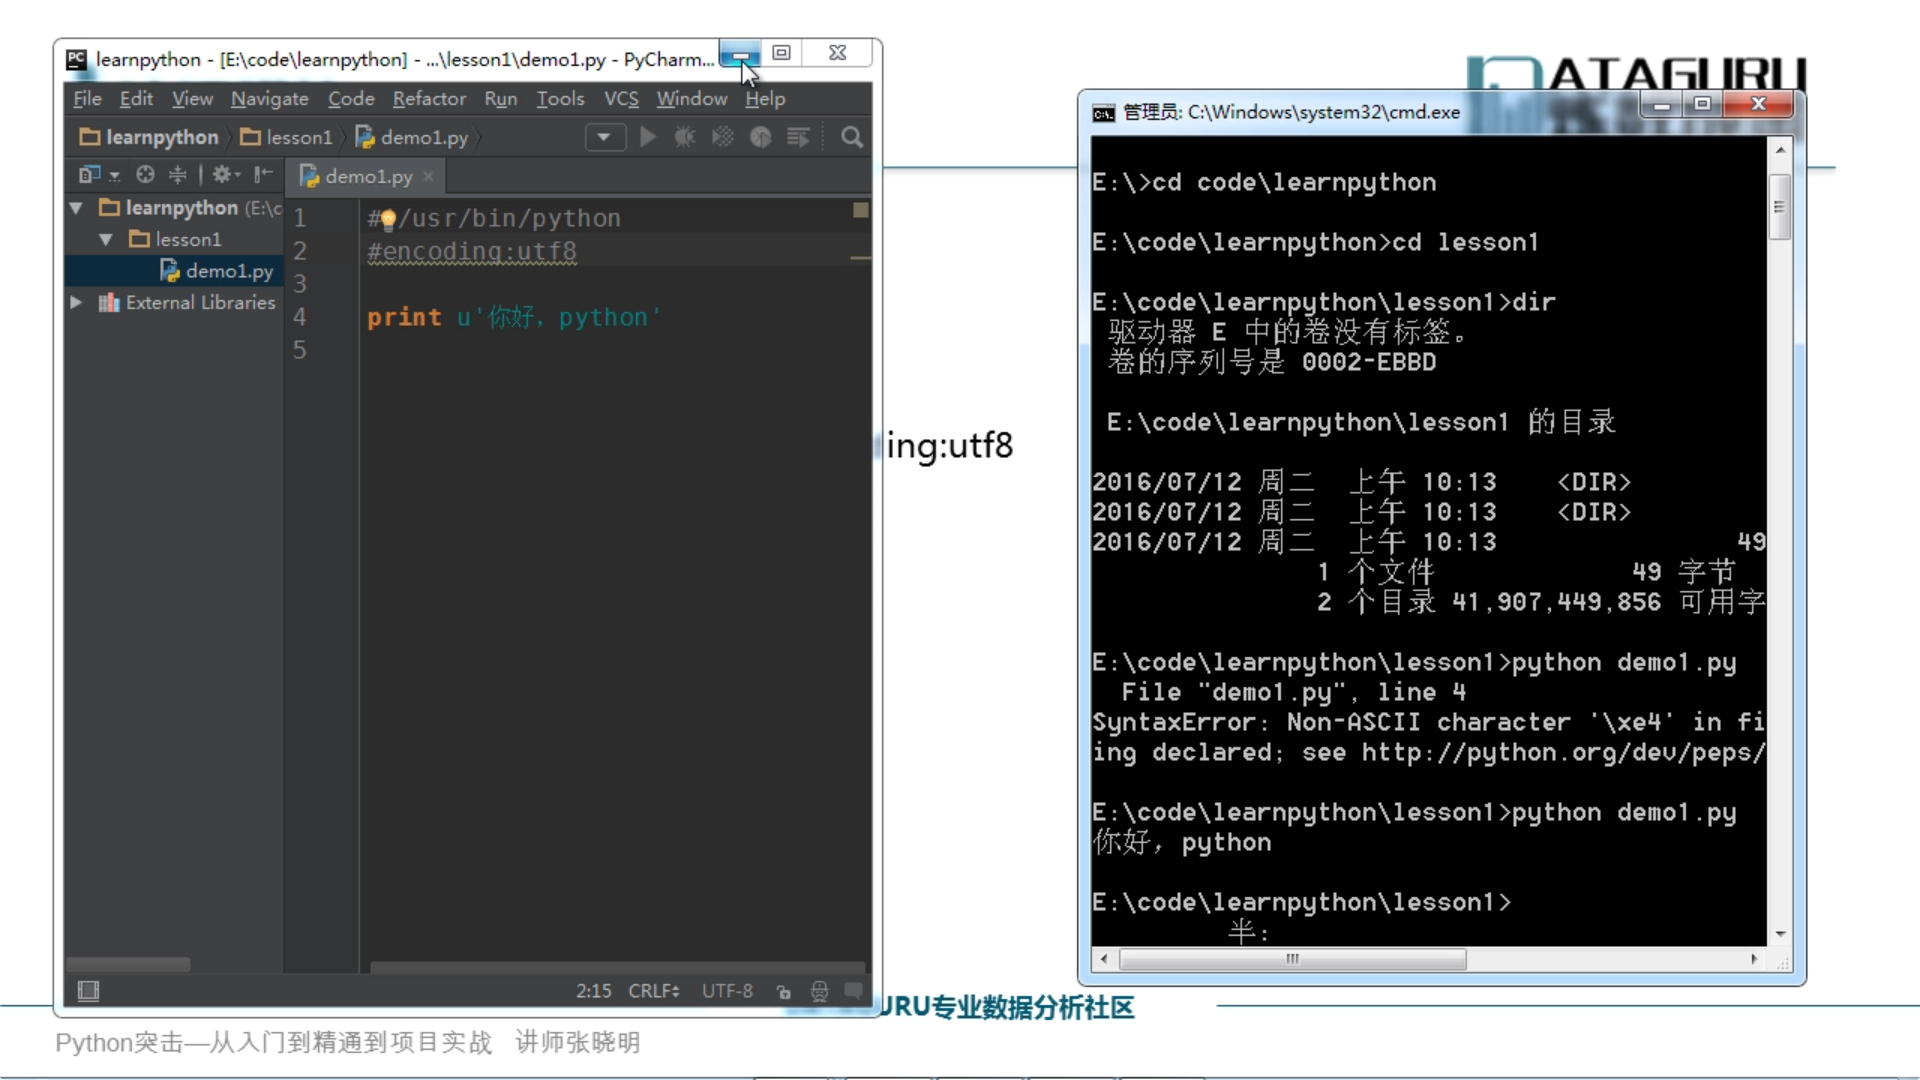 learnpython - [E:\code\learnpython] - ...\lesson1\demo1.py - PyCharm...
File Edit View Navigate Code Refactor Run Tools VCS Window Help
learnpython lesson1 demo1.py
demo1.py
learnpython (E:\c
lesson1
demo1.py
External Libraries
1 # /usr/bin/python
2 #encoding:utf8
3
4 print u'你好，python'
5
2:15 CRLF UTF-8
ing:utf8
ATAGURU
管理员: C:\Windows\system32\cmd.exe
E:\>cd code\learnpython
E:\code\learnpython>cd lesson1
E:\code\learnpython\lesson1>dir
驱动器 E 中的卷没有标签。
卷的序列号是 0002-EBBD
E:\code\learnpython\lesson1 的目录
2016/07/12 周二 上午 10:13 <DIR>
2016/07/12 周二 上午 10:13 <DIR>
2016/07/12 周二 上午 10:13 49
1 个文件 49 字节
2 个目录 41,907,449,856 可用字
E:\code\learnpython\lesson1>python demo1.py
File "demo1.py", line 4
SyntaxError: Non-ASCII character '\xe4' in fi
ing declared; see http://python.org/dev/peps/
E:\code\learnpython\lesson1>python demo1.py
你好，python
E:\code\learnpython\lesson1>
半:
URU专业数据分析社区
Python突击—从入门到精通到项目实战 讲师张晓明